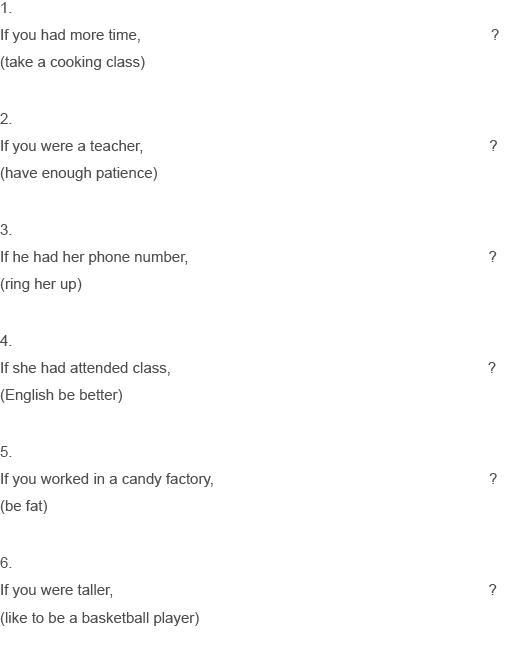 1.
If you had more time, ?
(take a cooking class)
2.
If you were a teacher, ?
(have enough patience)
3.
If he had her phone number, ?
(ring her up)
4.
If she had attended class, ?
(English be better)
5.
If you worked in a candy factory, ?
(be fat)
6.
If you were taller, ?
(like to be a basketball player)